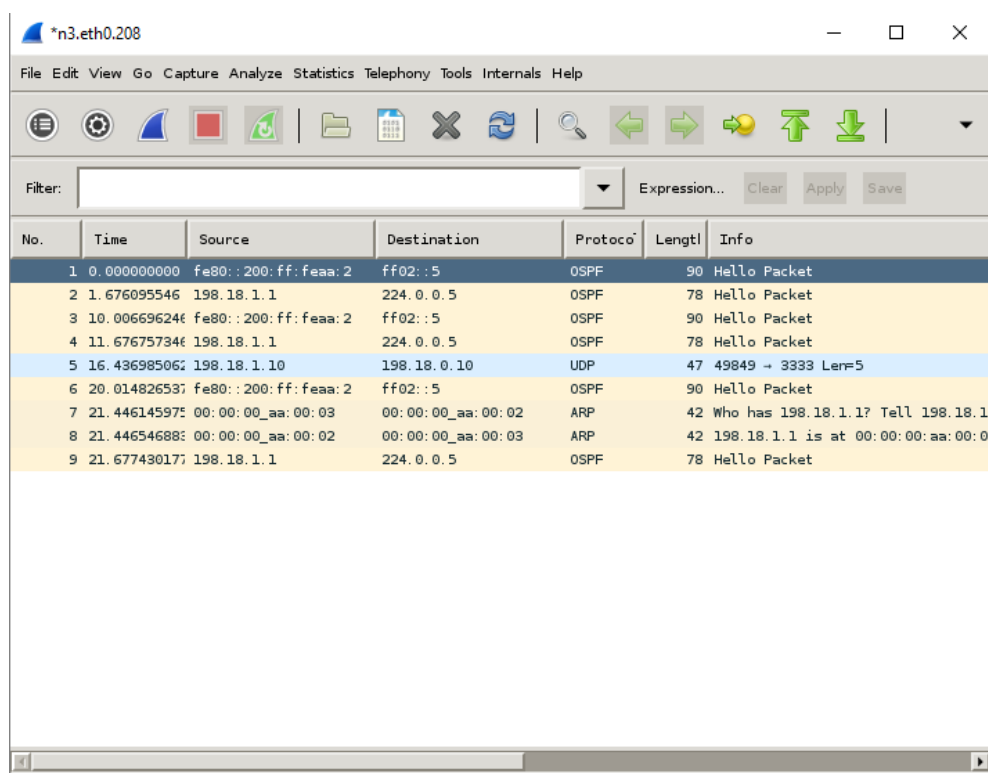 *n3.eth0.208
File Edit View Go Capture Analyze Statistics Telephony Tools Internals Help
Filter: Expression... Clear Apply Save
No. Time Source Destination Protoco Lengtl Info
1 0.000000000 fe80::200:ff:feaa:2 ff02::5 OSPF 90 Hello Packet
2 1.676095546 198.18.1.1 224.0.0.5 OSPF 78 Hello Packet
3 10.006696246 fe80::200:ff:feaa:2 ff02::5 OSPF 90 Hello Packet
4 11.676757346 198.18.1.1 224.0.0.5 OSPF 78 Hello Packet
5 16.436985062 198.18.1.10 198.18.0.10 UDP 47 49849 → 3333 Len=5
6 20.014826537 fe80::200:ff:feaa:2 ff02::5 OSPF 90 Hello Packet
7 21.446145975 00:00:00_aa:00:03 00:00:00_aa:00:02 ARP 42 Who has 198.18.1.1? Tell 198.18.1
8 21.446546883 00:00:00_aa:00:02 00:00:00_aa:00:03 ARP 42 198.18.1.1 is at 00:00:00:aa:00:0
9 21.677430177 198.18.1.1 224.0.0.5 OSPF 78 Hello Packet